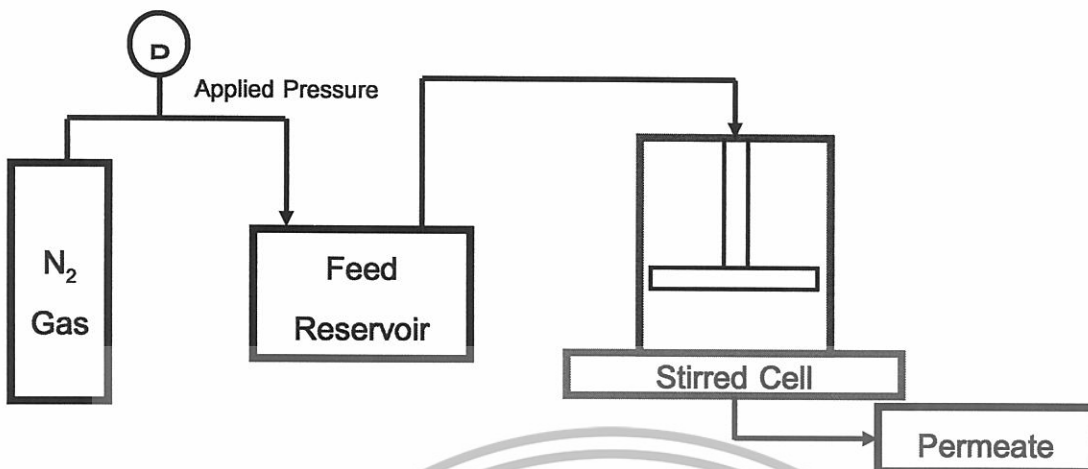 P
Applied Pressure
N₂
Gas
Feed
Reservoir
Stirred Cell
Permeate